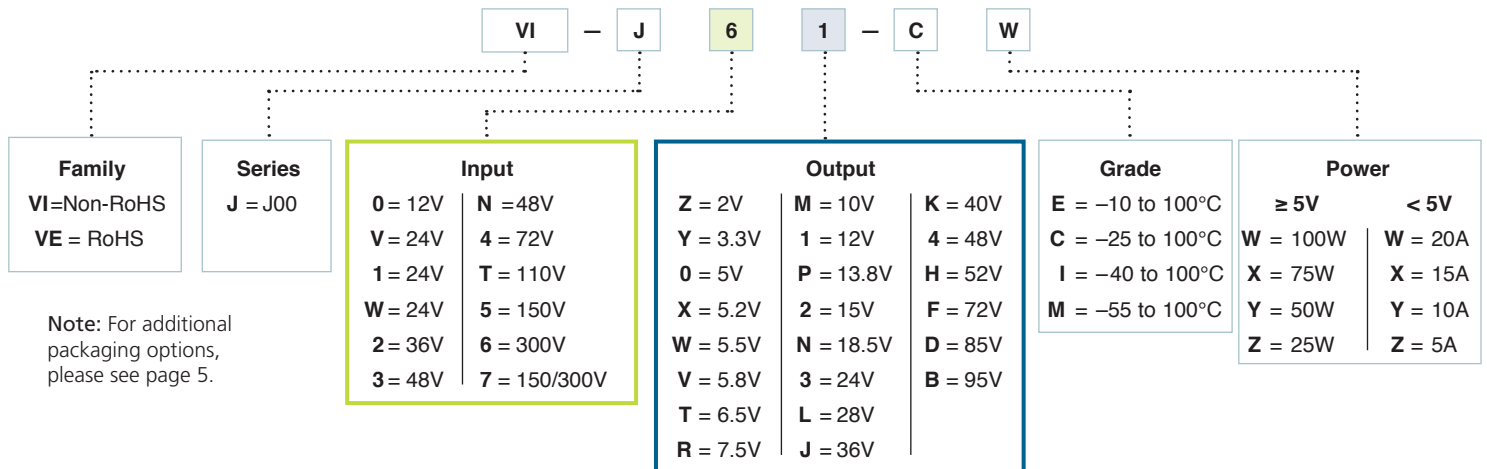 VI – J 6 1 – C W
Family
VI=Non-RoHS
VE = RoHS
Series
J = J00
Input
0 = 12V
V = 24V
1 = 24V
W = 24V
2 = 36V
3 = 48V
N =48V
4 = 72V
T = 110V
5 = 150V
6 = 300V
7 = 150/300V
Output
Z = 2V
Y = 3.3V
0 = 5V
X = 5.2V
W = 5.5V
V = 5.8V
T = 6.5V
R = 7.5V
M = 10V
1 = 12V
P = 13.8V
2 = 15V
N = 18.5V
3 = 24V
L = 28V
J = 36V
K = 40V
4 = 48V
H = 52V
F = 72V
D = 85V
B = 95V
Grade
E = –10 to 100°C
C = –25 to 100°C
I = –40 to 100°C
M = –55 to 100°C
Power
≥ 5V
W = 100W
X = 75W
Y = 50W
Z = 25W
< 5V
W = 20A
X = 15A
Y = 10A
Z = 5A
Note: For additional
packaging options,
please see page 5.